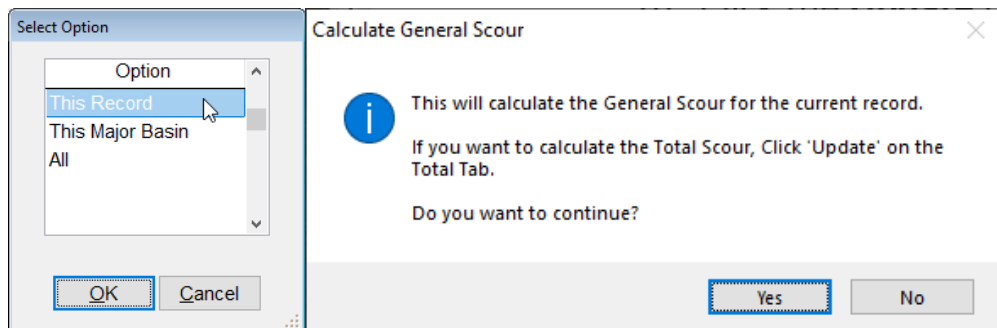 Select Option
Option
This Record
This Major Basin
All
OK
Cancel
Calculate General Scour
This will calculate the General Scour for the current record.
If you want to calculate the Total Scour, Click 'Update' on the
Total Tab.
Do you want to continue?
Yes
No